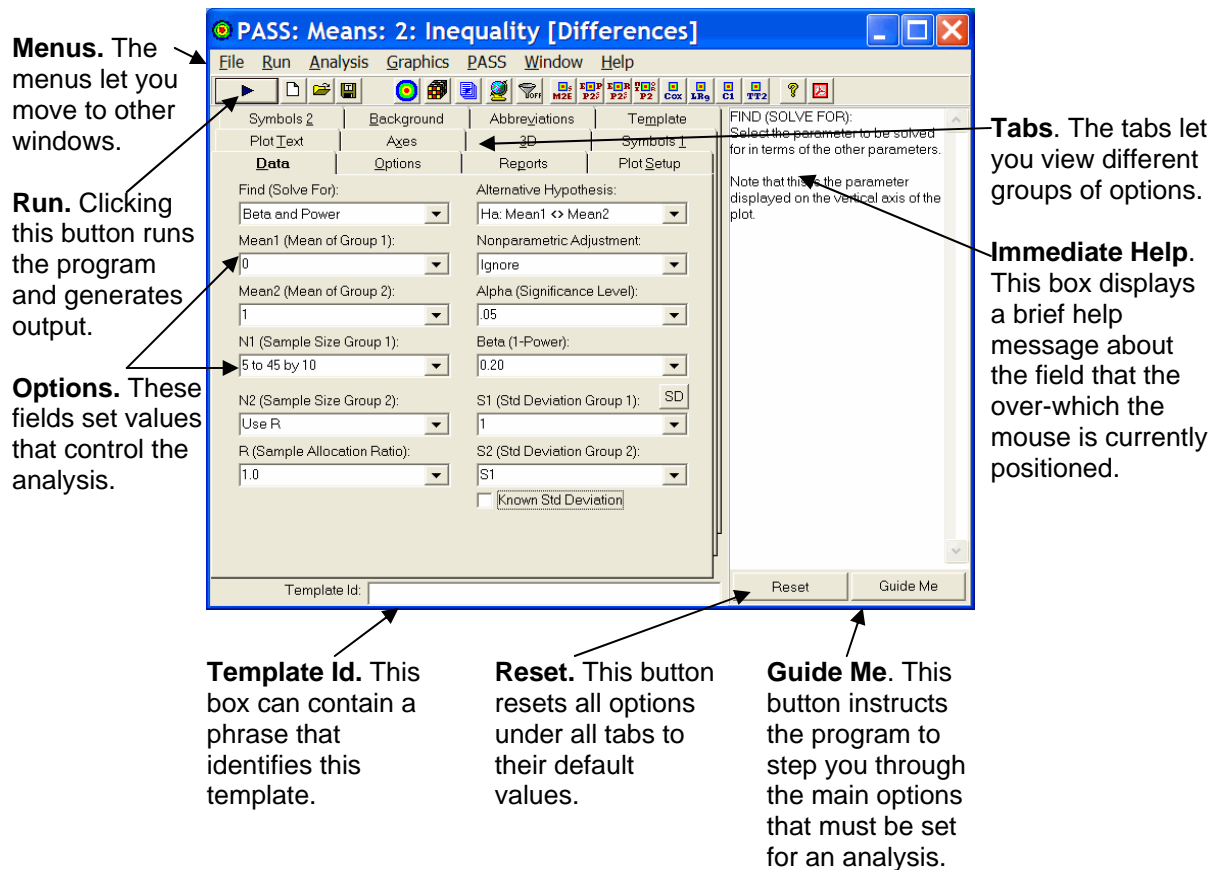 Menus. The
menus let you
move to other
windows.
Run. Clicking
this button runs
the program
and generates
output.
Options. These
fields set values
that control the
analysis.
PASS: Means: 2: Inequality [Differences]
File Run Analysis Graphics PASS Window Help
OFF M2E P2 Cox LRg C1 TT2 ?
Symbols 2 Background Abbreviations Template
Plot Text Axes 3D Symbols 1
Data Options Reports Plot Setup
Find (Solve For): Alternative Hypothesis:
Beta and Power Ha: Mean1 <> Mean2
Mean1 (Mean of Group 1): Nonparametric Adjustment:
0 Ignore
Mean2 (Mean of Group 2): Alpha (Significance Level):
1 .05
N1 (Sample Size Group 1): Beta (1-Power):
5 to 45 by 10 0.20
N2 (Sample Size Group 2): S1 (Std Deviation Group 1): SD
Use R 1
R (Sample Allocation Ratio): S2 (Std Deviation Group 2):
1.0 S1
Known Std Deviation
Template Id:
FIND (SOLVE FOR):
Select the parameter to be solved
for in terms of the other parameters.
Note that this is the parameter
displayed on the vertical axis of the
plot.
Reset Guide Me
Tabs. The tabs let
you view different
groups of options.
Immediate Help.
This box displays
a brief help
message about
the field that the
over-which the
mouse is currently
positioned.
Template Id. This
box can contain a
phrase that
identifies this
template.
Reset. This button
resets all options
under all tabs to
their default
values.
Guide Me. This
button instructs
the program to
step you through
the main options
that must be set
for an analysis.